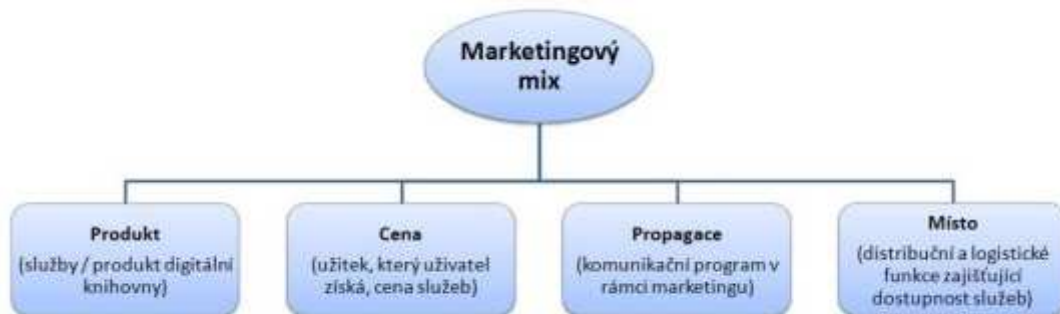 Marketingový
mix
Produkt
(služby / produkt digitální
knihovny)
Cena
(užitek, který uživatel
získá, cena služeb)
Propagace
(komunikační program v
rámci marketingu)
Místo
(distribuční a logistické
funkce zajišťující
dostupnost služeb)